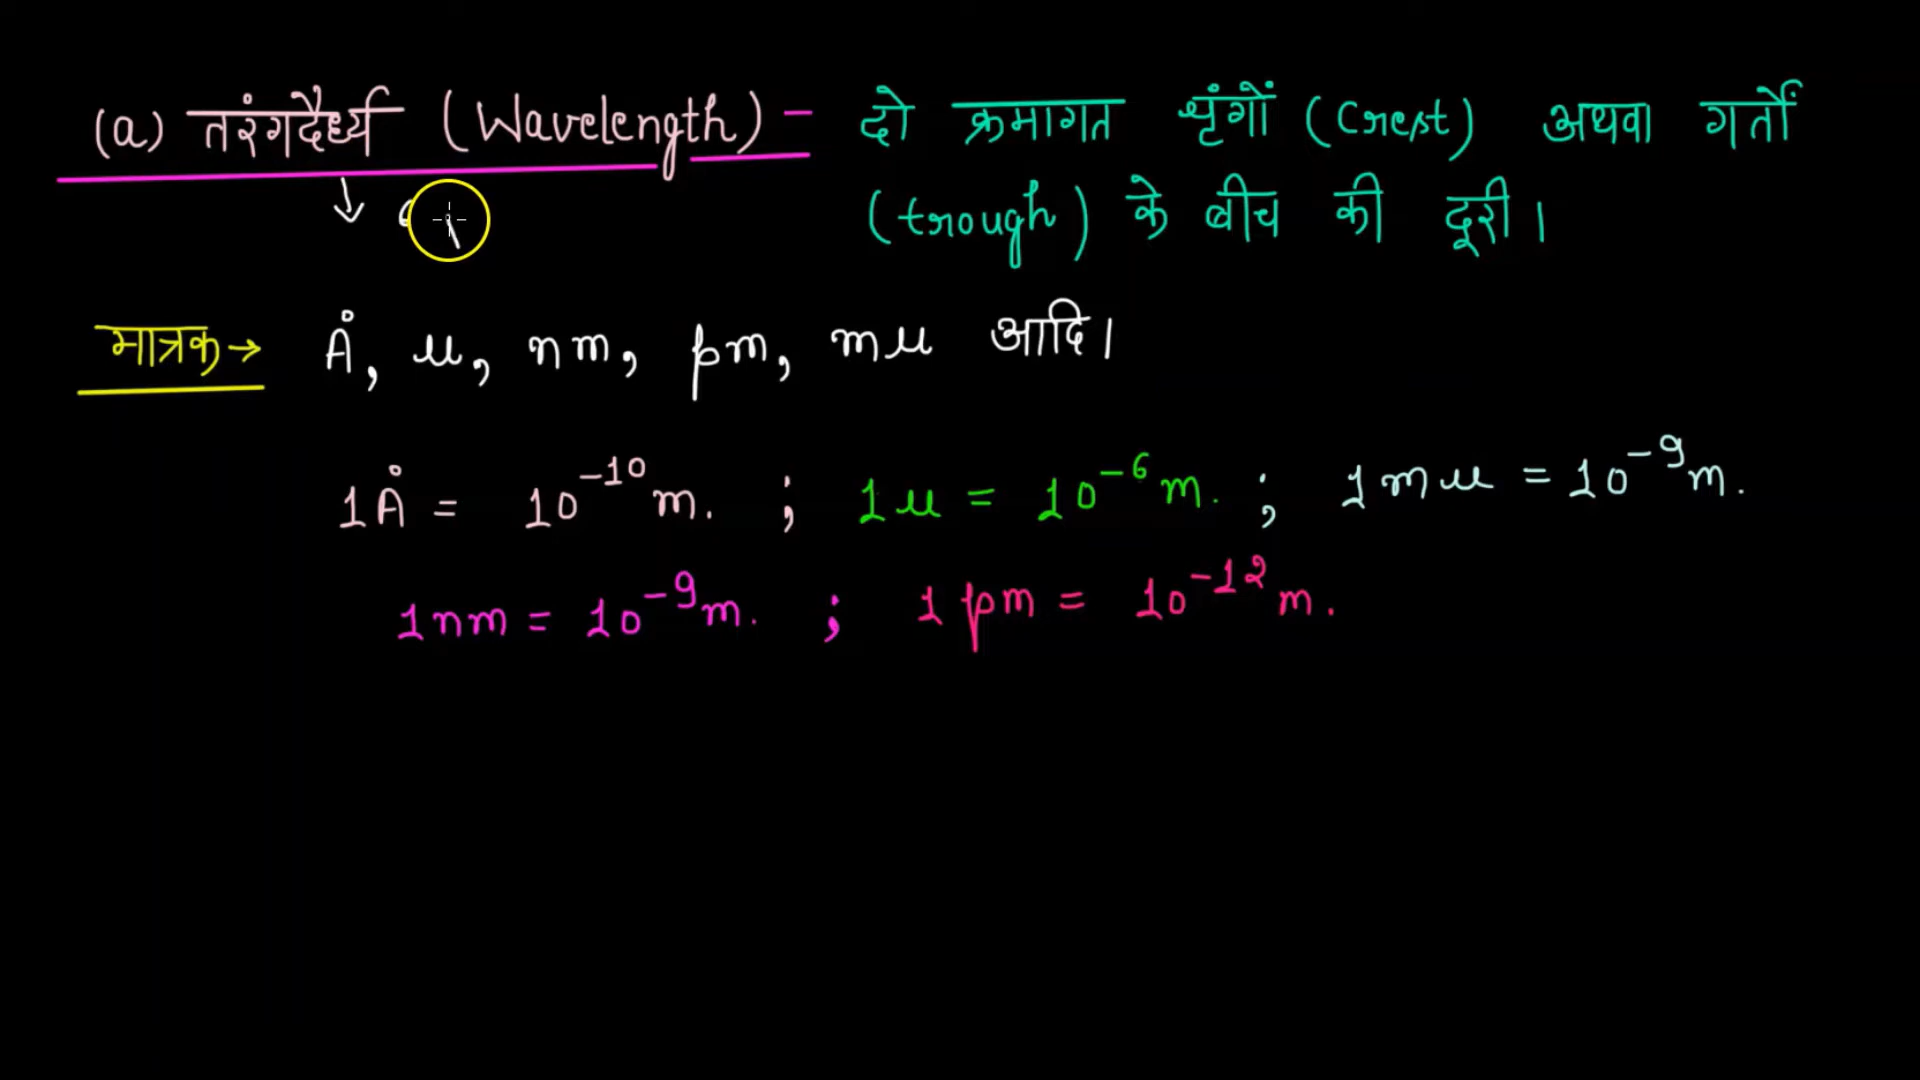 (a) तरंगदैर्ध्य (Wavelength) - दो क्रमागत शृंगों (Crest) अथवा गर्तों
(trough) के बीच की दूरी।
मात्रक → Å, μ, nm, pm, mμ आदि।
1Å = 10⁻¹⁰ m. ; 1μ = 10⁻⁶ m. ; 1mμ = 10⁻⁹ m.
1nm = 10⁻⁹ m. ; 1pm = 10⁻¹² m.